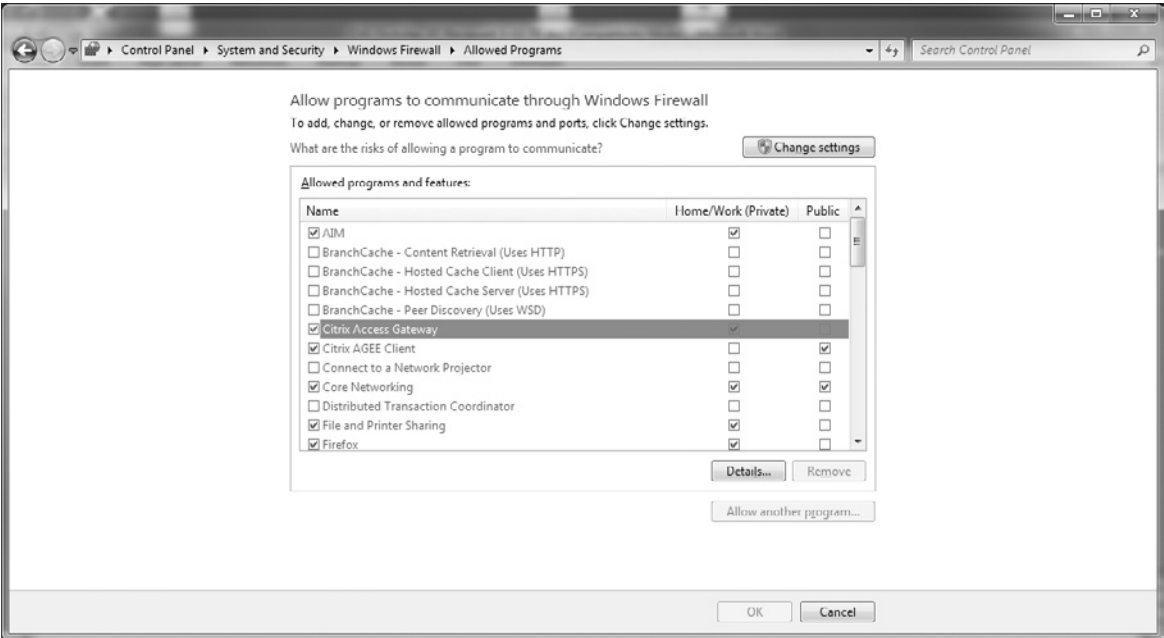 Control Panel System and Security Windows Firewall Allowed Programs Search Control Panel
Allow programs to communicate through Windows Firewall
To add, change, or remove allowed programs and ports, click Change settings.
What are the risks of allowing a program to communicate? Change settings
Allowed programs and features:
Name Home/Work (Private) Public
AIM
BranchCache - Content Retrieval (Uses HTTP)
BranchCache - Hosted Cache Client (Uses HTTPS)
BranchCache - Hosted Cache Server (Uses HTTPS)
BranchCache - Peer Discovery (Uses WSD)
Citrix Access Gateway
Citrix AGEE Client
Connect to a Network Projector
Core Networking
Distributed Transaction Coordinator
File and Printer Sharing
Firefox
Details... Remove
Allow another program...
OK Cancel